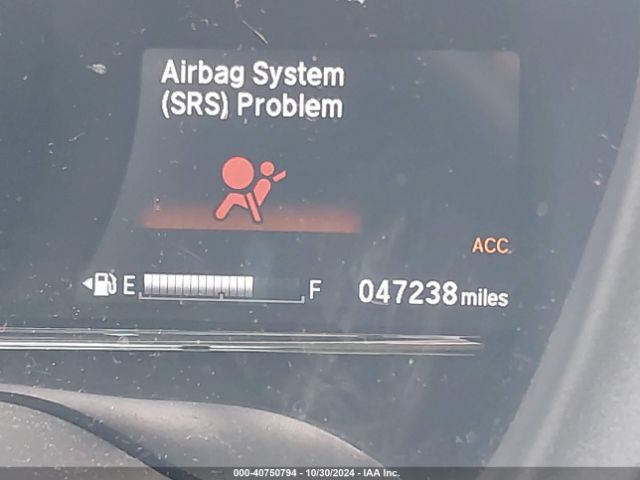 Airbag System
(SRS) Problem
ACC
E
F
047238 miles
000-40750794 - 10/30/2024 - IAA Inc.